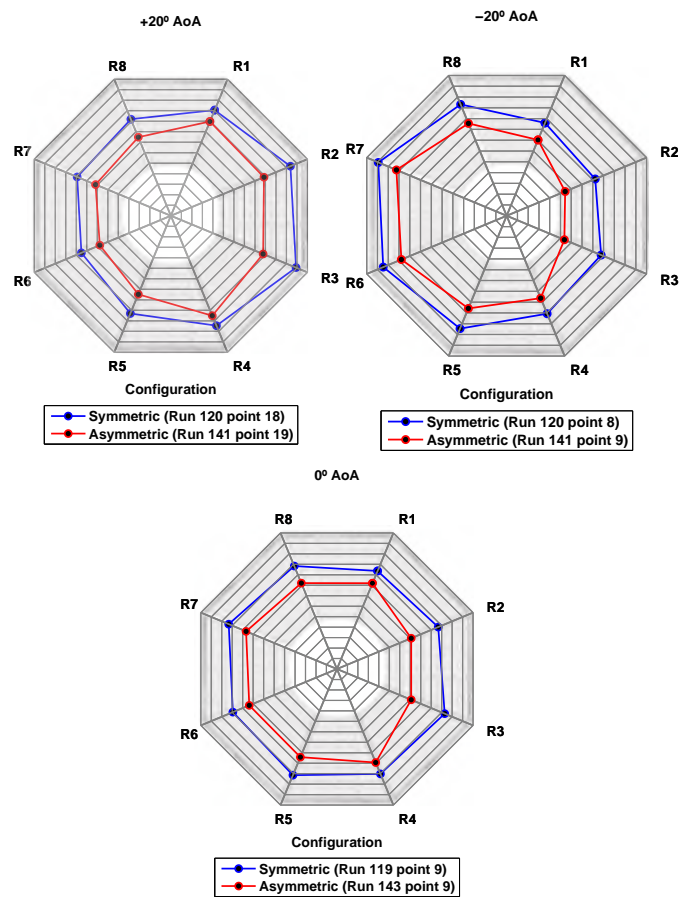 +20º AoA
R8
R1
R7
R2
R6
R3
R5
R4
Configuration
Symmetric (Run 120 point 18)
Asymmetric (Run 141 point 19)
−20º AoA
R8
R1
R7
R2
R6
R3
R5
R4
Configuration
Symmetric (Run 120 point 8)
Asymmetric (Run 141 point 9)
0º AoA
R8
R1
R7
R2
R6
R3
R5
R4
Configuration
Symmetric (Run 119 point 9)
Asymmetric (Run 143 point 9)